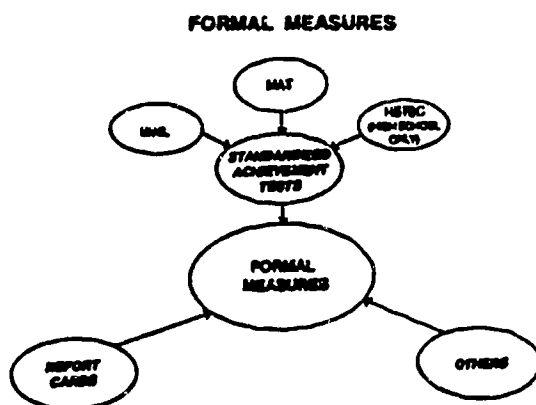 FORMAL MEASURES
MAT
(HIGH SCHOOL
ONLY)
STANDARDIZED
ACHIEVEMENT
TESTS
FORMAL
MEASURES
REPORT
CARDS
OTHERS